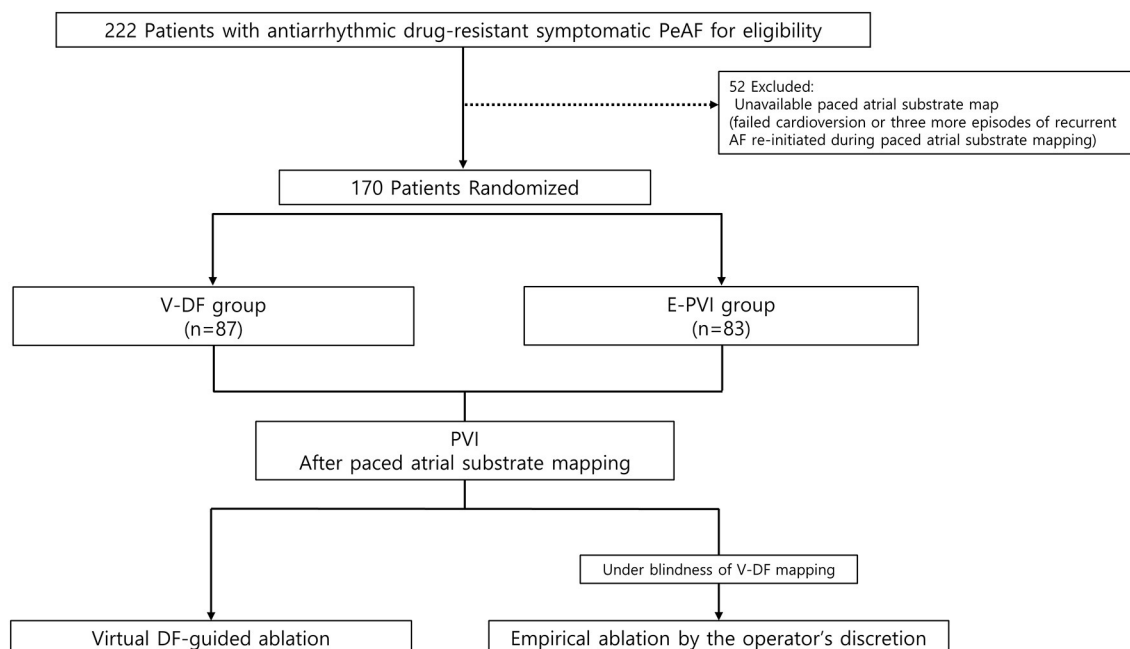 222 Patients with antiarrhythmic drug-resistant symptomatic PeAF for eligibility
52 Excluded:
Unavailable paced atrial substrate map
(failed cardioversion or three more episodes of recurrent
AF re-initiated during paced atrial substrate mapping)
170 Patients Randomized
V-DF group
(n=87)
E-PVI group
(n=83)
PVI
After paced atrial substrate mapping
Under blindness of V-DF mapping
Virtual DF-guided ablation
Empirical ablation by the operator’s discretion